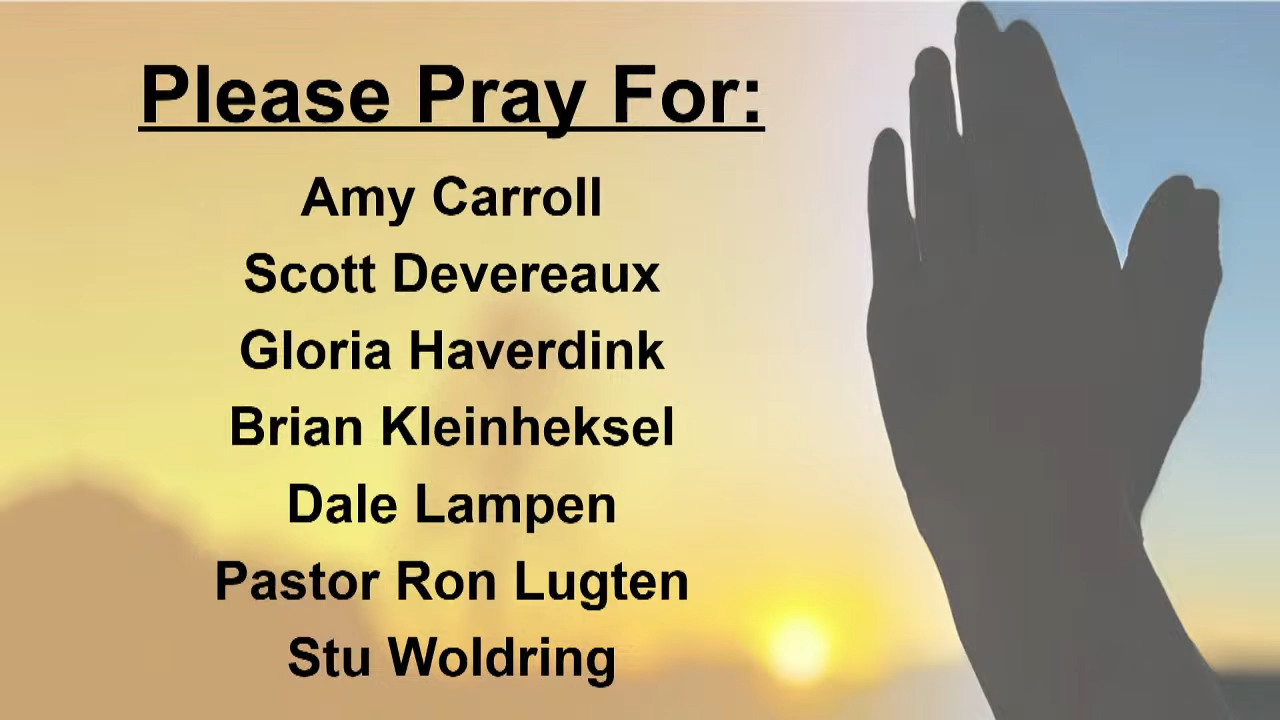 Please Pray For:
Amy Carroll
Scott Devereaux
Gloria Haverdink
Brian Kleinheksel
Dale Lampen
Pastor Ron Lugten
Stu Woldring